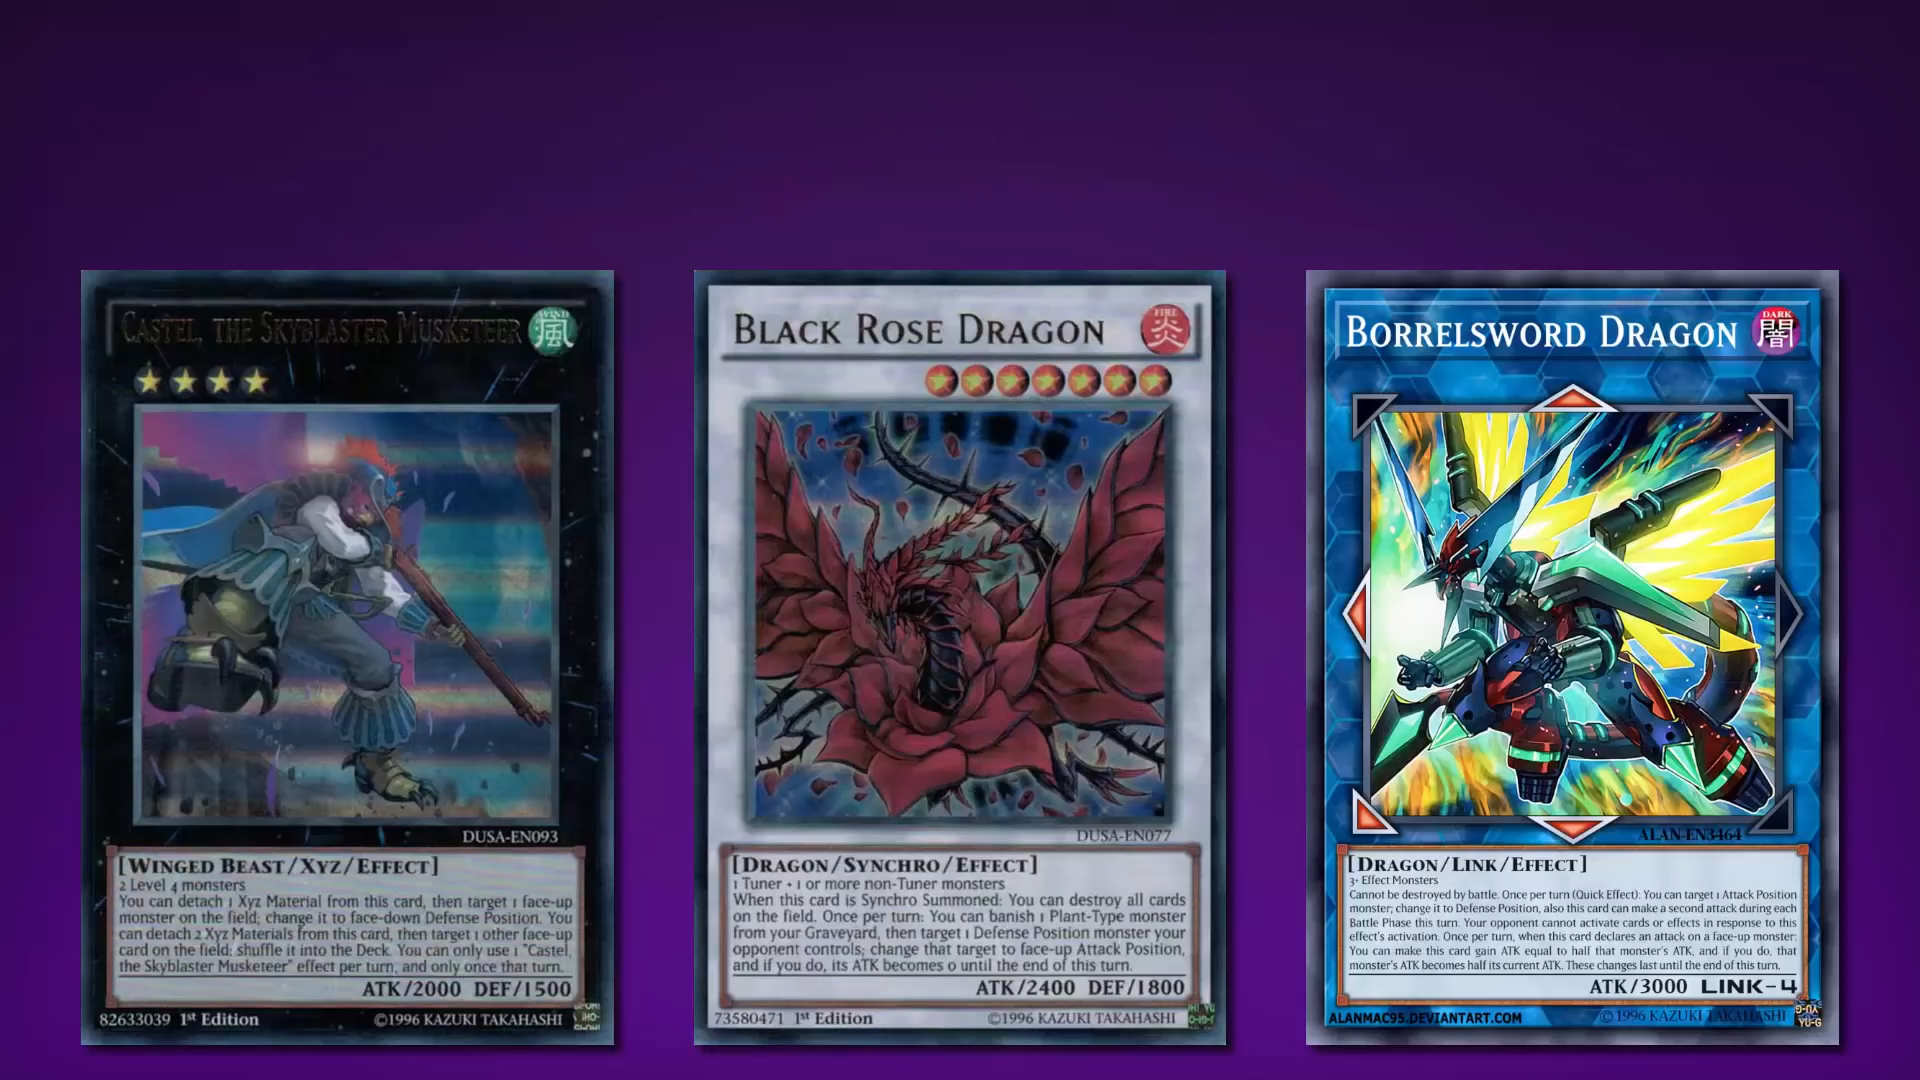 CASTEL, THE SKYBLASTER MUSKETEER
WIND
風
DUSA-EN093
[WINGED BEAST/XYZ/EFFECT]
2 Level 4 monsters
You can detach 1 Xyz Material from this card, then target 1 face-up
monster on the field; change it to face-down Defense Position. You
can detach 2 Xyz Materials from this card, then target 1 other face-up
card on the field; shuffle it into the Deck. You can only use 1 "Castel,
the Skyblaster Musketeer" effect per turn, and only once that turn.
ATK/2000 DEF/1500
82633039 1st Edition
©1996 KAZUKI TAKAHASHI
BLACK ROSE DRAGON
FIRE
炎
DUSA-EN077
[DRAGON/SYNCHRO/EFFECT]
1 Tuner + 1 or more non-Tuner monsters
When this card is Synchro Summoned: You can destroy all cards
on the field. Once per turn: You can banish 1 Plant-Type monster
from your Graveyard, then target 1 Defense Position monster your
opponent controls; change that target to face-up Attack Position,
and if you do, its ATK becomes 0 until the end of this turn.
ATK/2400 DEF/1800
73580471 1st Edition
©1996 KAZUKI TAKAHASHI
BORRELSWORD DRAGON
DARK
闇
ALAN-EN3464
[DRAGON/LINK/EFFECT]
3+ Effect Monsters
Cannot be destroyed by battle. Once per turn (Quick Effect): You can target 1 Attack Position
monster; change it to Defense Position, also this card can make a second attack during each
Battle Phase this turn. Your opponent cannot activate cards or effects in response to this
effect's activation. Once per turn, when this card declares an attack on a face-up monster:
You can make this card gain ATK equal to half that monster's ATK, and if you do, that
monster's ATK becomes half its current ATK. These changes last until the end of this turn.
ATK/3000 LINK-4
ALANMAC95.DEVIANTART.COM
©1996 KAZUKI TAKAHASHI